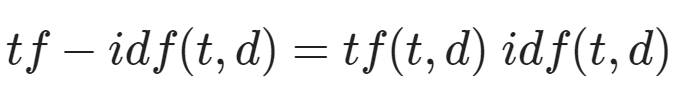 tf − idf(t, d) = tf(t, d) idf(t, d)